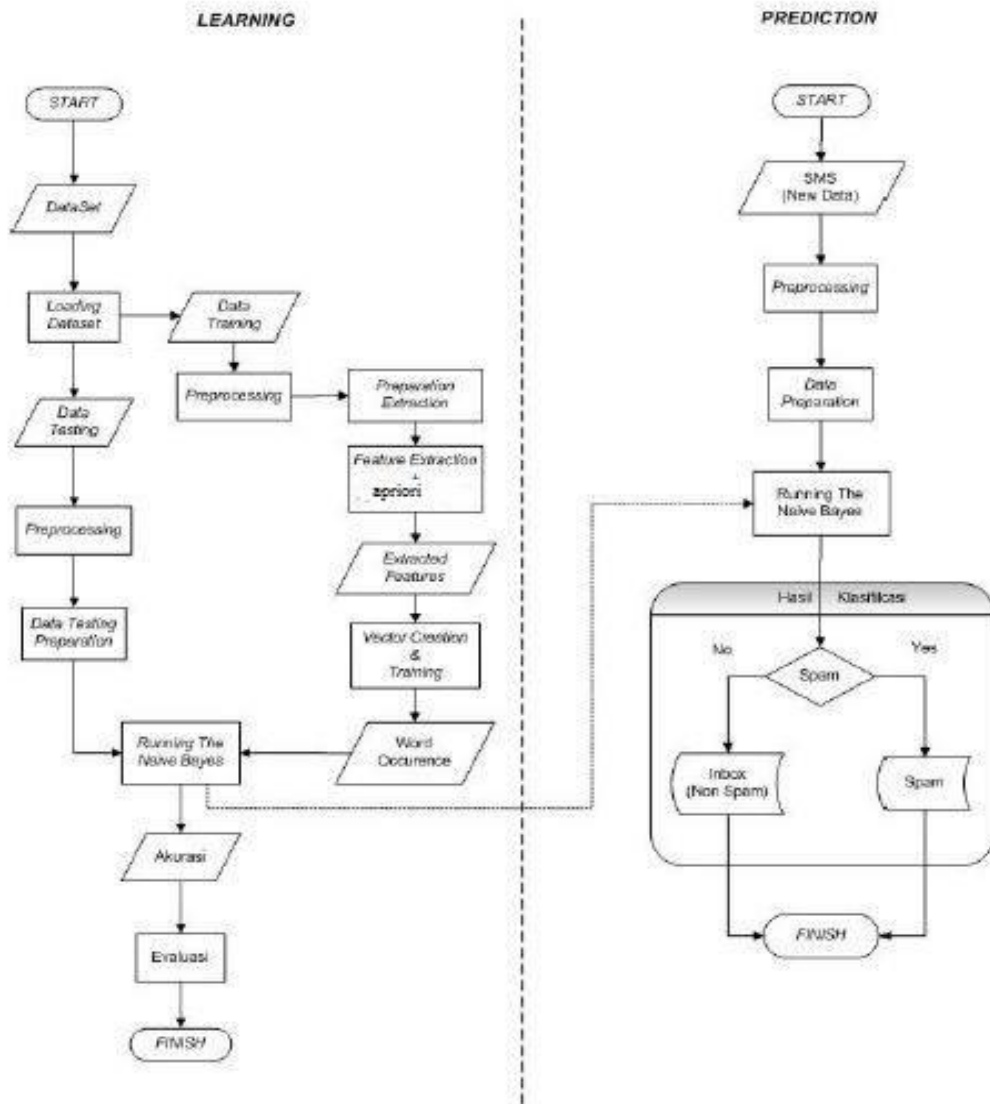 LEARNING
START
DataSet
Loading
Dataset
Data
Training
Preprocessing
Preparation
Extraction
Feature Extraction
+
apriori
Extracted
Features
Vector Creation
&
Training
Word
Occurence
Data
Testing
Preprocessing
Data Testing
Preparation
Running The
Naive Bayes
Akurasi
Evaluasi
FINISH
PREDICTION
START
SMS
(New Data)
Preprocessing
Data
Preparation
Running The
Naive Bayes
Hasil Klasifikasi
Spam
No
Yes
Inbox
(Non Spam)
Spam
FINISH